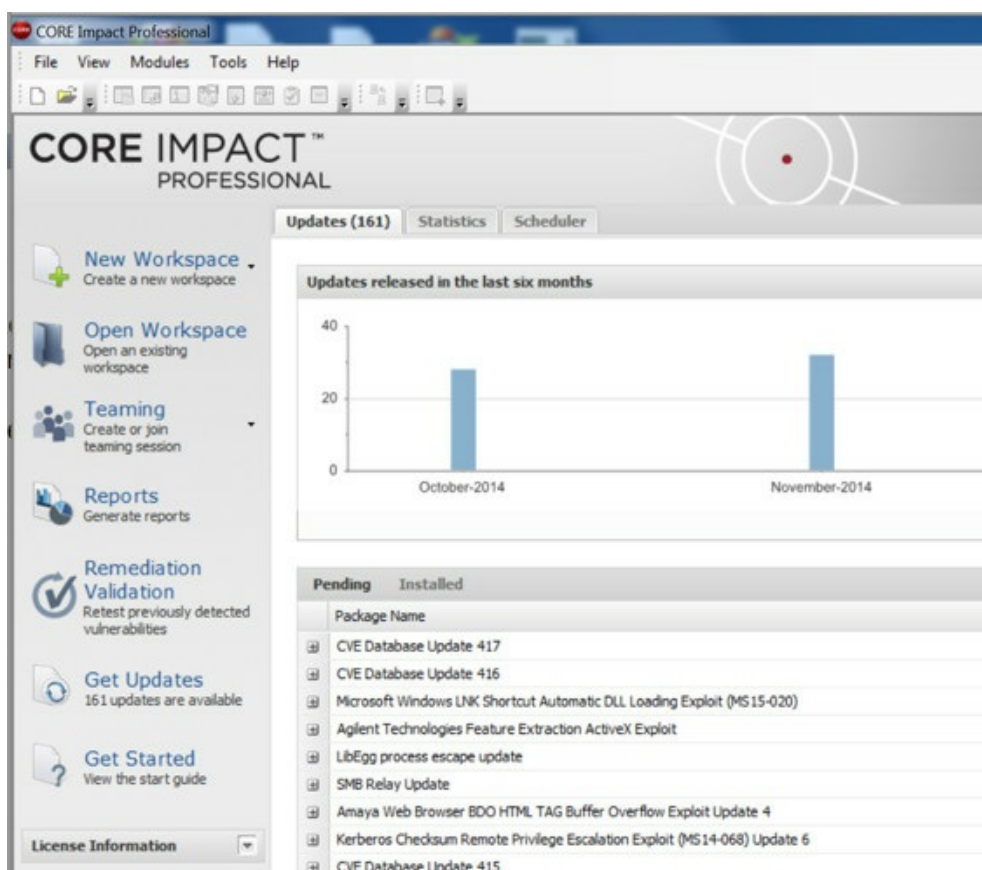 CORE Impact Professional
File View Modules Tools Help
CORE IMPACT™
PROFESSIONAL
Updates (161) Statistics Scheduler
New Workspace
Create a new workspace
Open Workspace
Open an existing
workspace
Teaming
Create or join
teaming session
Reports
Generate reports
Remediation
Validation
Retest previously detected
vulnerabilities
Get Updates
161 updates are available
Get Started
View the start guide
License Information
Updates released in the last six months
40
20
0
October-2014 November-2014
Pending Installed
Package Name
CVE Database Update 417
CVE Database Update 416
Microsoft Windows LNK Shortcut Automatic DLL Loading Exploit (MS15-020)
Agilent Technologies Feature Extraction ActiveX Exploit
LibEgg process escape update
SMB Relay Update
Amaya Web Browser BDO HTML TAG Buffer Overflow Exploit Update 4
Kerberos Checksum Remote Privilege Escalation Exploit (MS14-068) Update 6
CVE Database Update 415